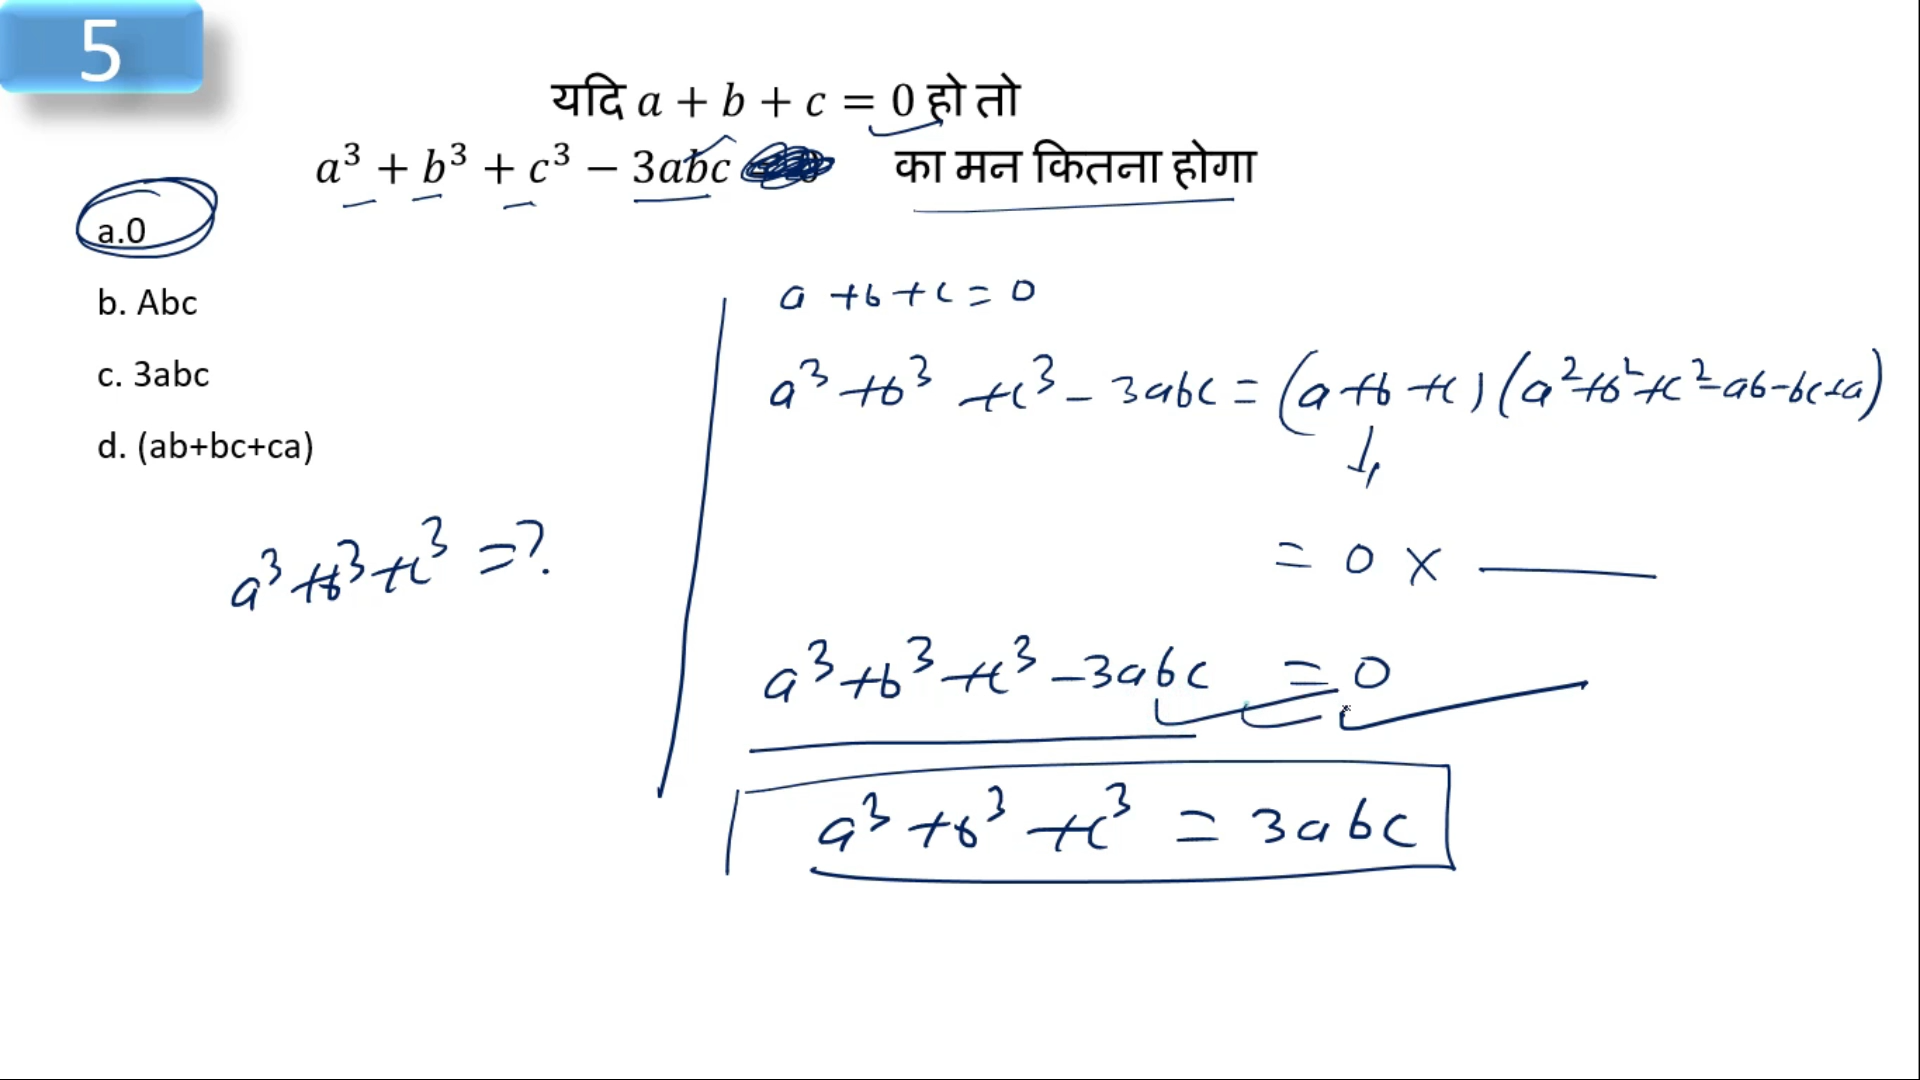 5
यदि a + b + c = 0 हो तो
a³ + b³ + c³ − 3abc का मन कितना होगा
a.0
b. Abc
c. 3abc
d. (ab+bc+ca)
a³+b³+c³ =?
a +b+c=0
a³+b³+c³-3abc=(a+b+c)(a²+b²+c²-ab-bc-ca)
= 0 ×
a³+b³+c³-3abc =0
a³+b³+c³ = 3abc